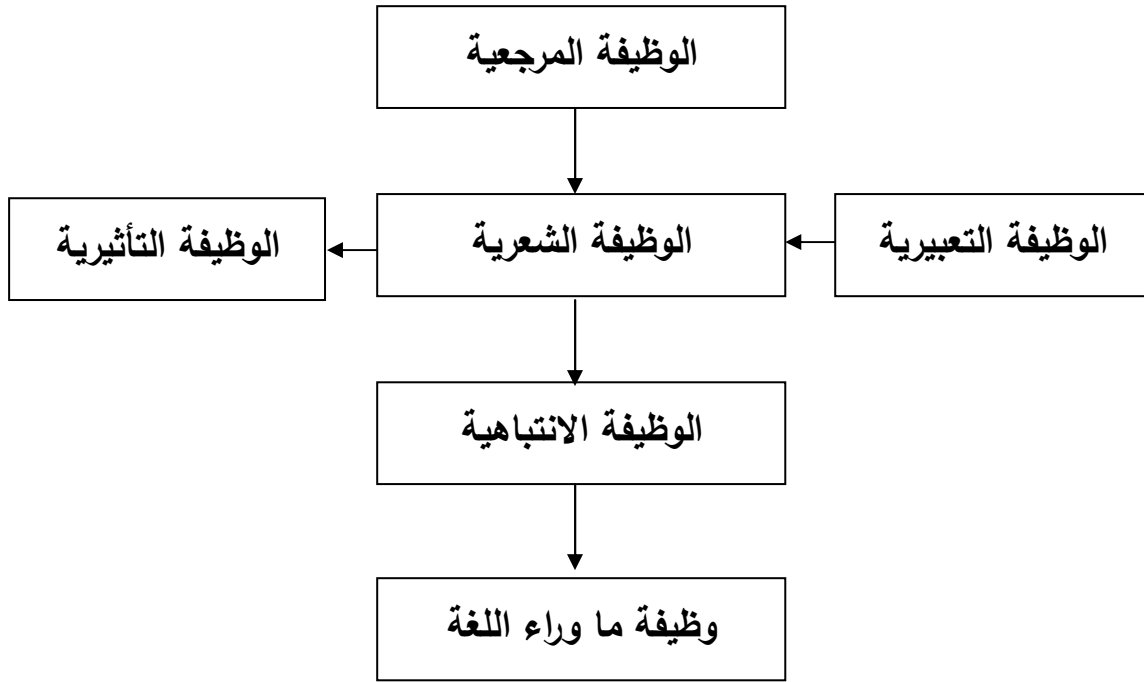 الوظيفة المرجعية
الوظيفة التعبيرية
الوظيفة الشعرية
الوظيفة التأثيرية
الوظيفة الانتباهية
وظيفة ما وراء اللغة